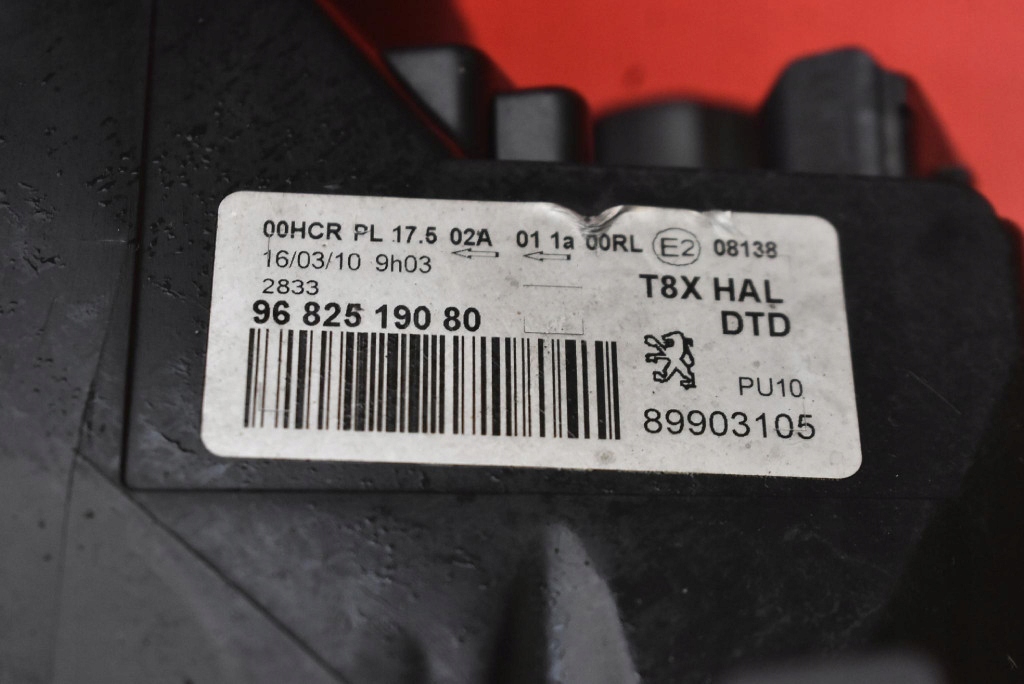 00HCR PL 17.5 02A 01 1a 00RL E2 08138
16/03/10 9h03
2833
96 825 190 80
T8X HAL
DTD
PU10
89903105